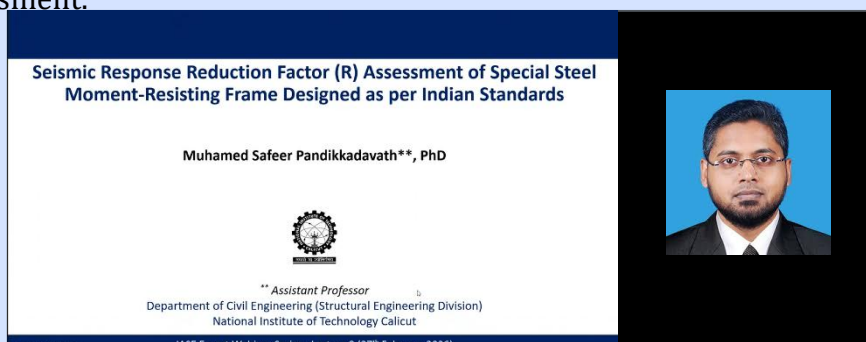 sment.
Seismic Response Reduction Factor (R) Assessment of Special Steel
Moment-Resisting Frame Designed as per Indian Standards
Muhamed Safeer Pandikkadavath**, PhD
** Assistant Professor
Department of Civil Engineering (Structural Engineering Division)
National Institute of Technology Calicut